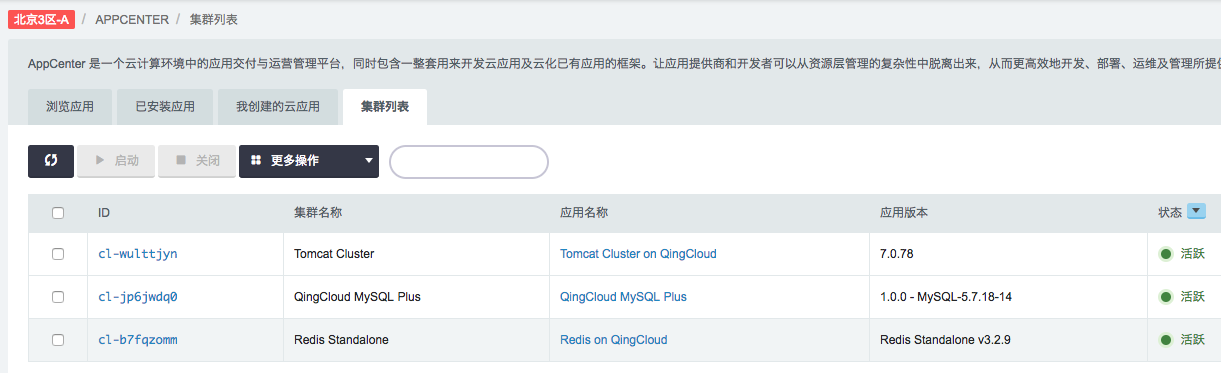 北京3区-A / APPCENTER / 集群列表
AppCenter 是一个云计算环境中的应用交付与运营管理平台，同时包含一整套用来开发云应用及云化已有应用的框架。让应用提供商和开发者可以从资源层管理的复杂性中脱离出来，从而更高效地开发、部署、运维及管理所提供
浏览应用 已安装应用 我创建的云应用 集群列表
启动 关闭 更多操作
ID 集群名称 应用名称 应用版本 状态
cl-wulttjyn Tomcat Cluster Tomcat Cluster on QingCloud 7.0.78 活跃
cl-jp6jwdq0 QingCloud MySQL Plus QingCloud MySQL Plus 1.0.0 - MySQL-5.7.18-14 活跃
cl-b7fqzomm Redis Standalone Redis on QingCloud Redis Standalone v3.2.9 活跃